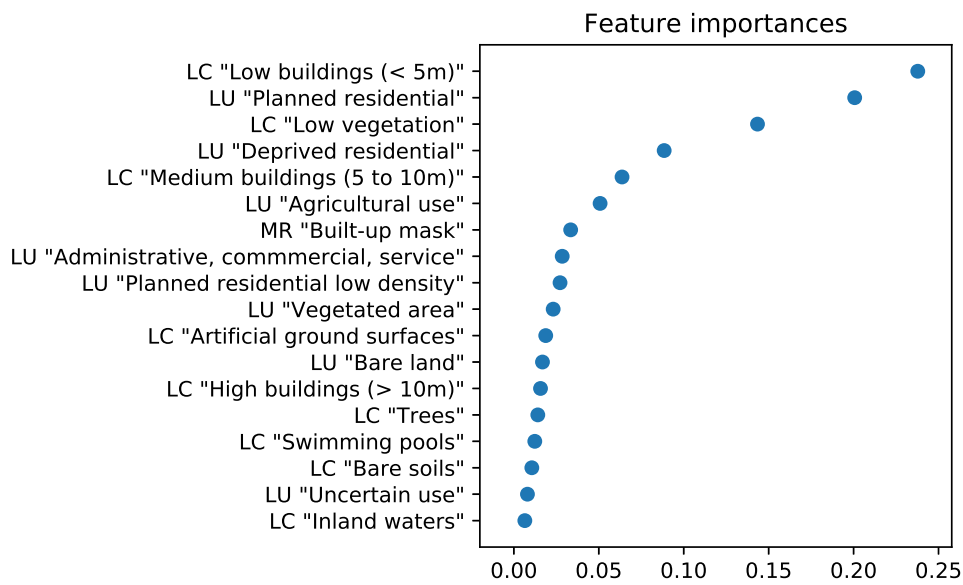 Feature importances
LC "Low buildings (< 5m)"
LU "Planned residential"
LC "Low vegetation"
LU "Deprived residential"
LC "Medium buildings (5 to 10m)"
LU "Agricultural use"
MR "Built-up mask"
LU "Administrative, commmercial, service"
LU "Planned residential low density"
LU "Vegetated area"
LC "Artificial ground surfaces"
LU "Bare land"
LC "High buildings (> 10m)"
LC "Trees"
LC "Swimming pools"
LC "Bare soils"
LU "Uncertain use"
LC "Inland waters"
0.00 0.05 0.10 0.15 0.20 0.25